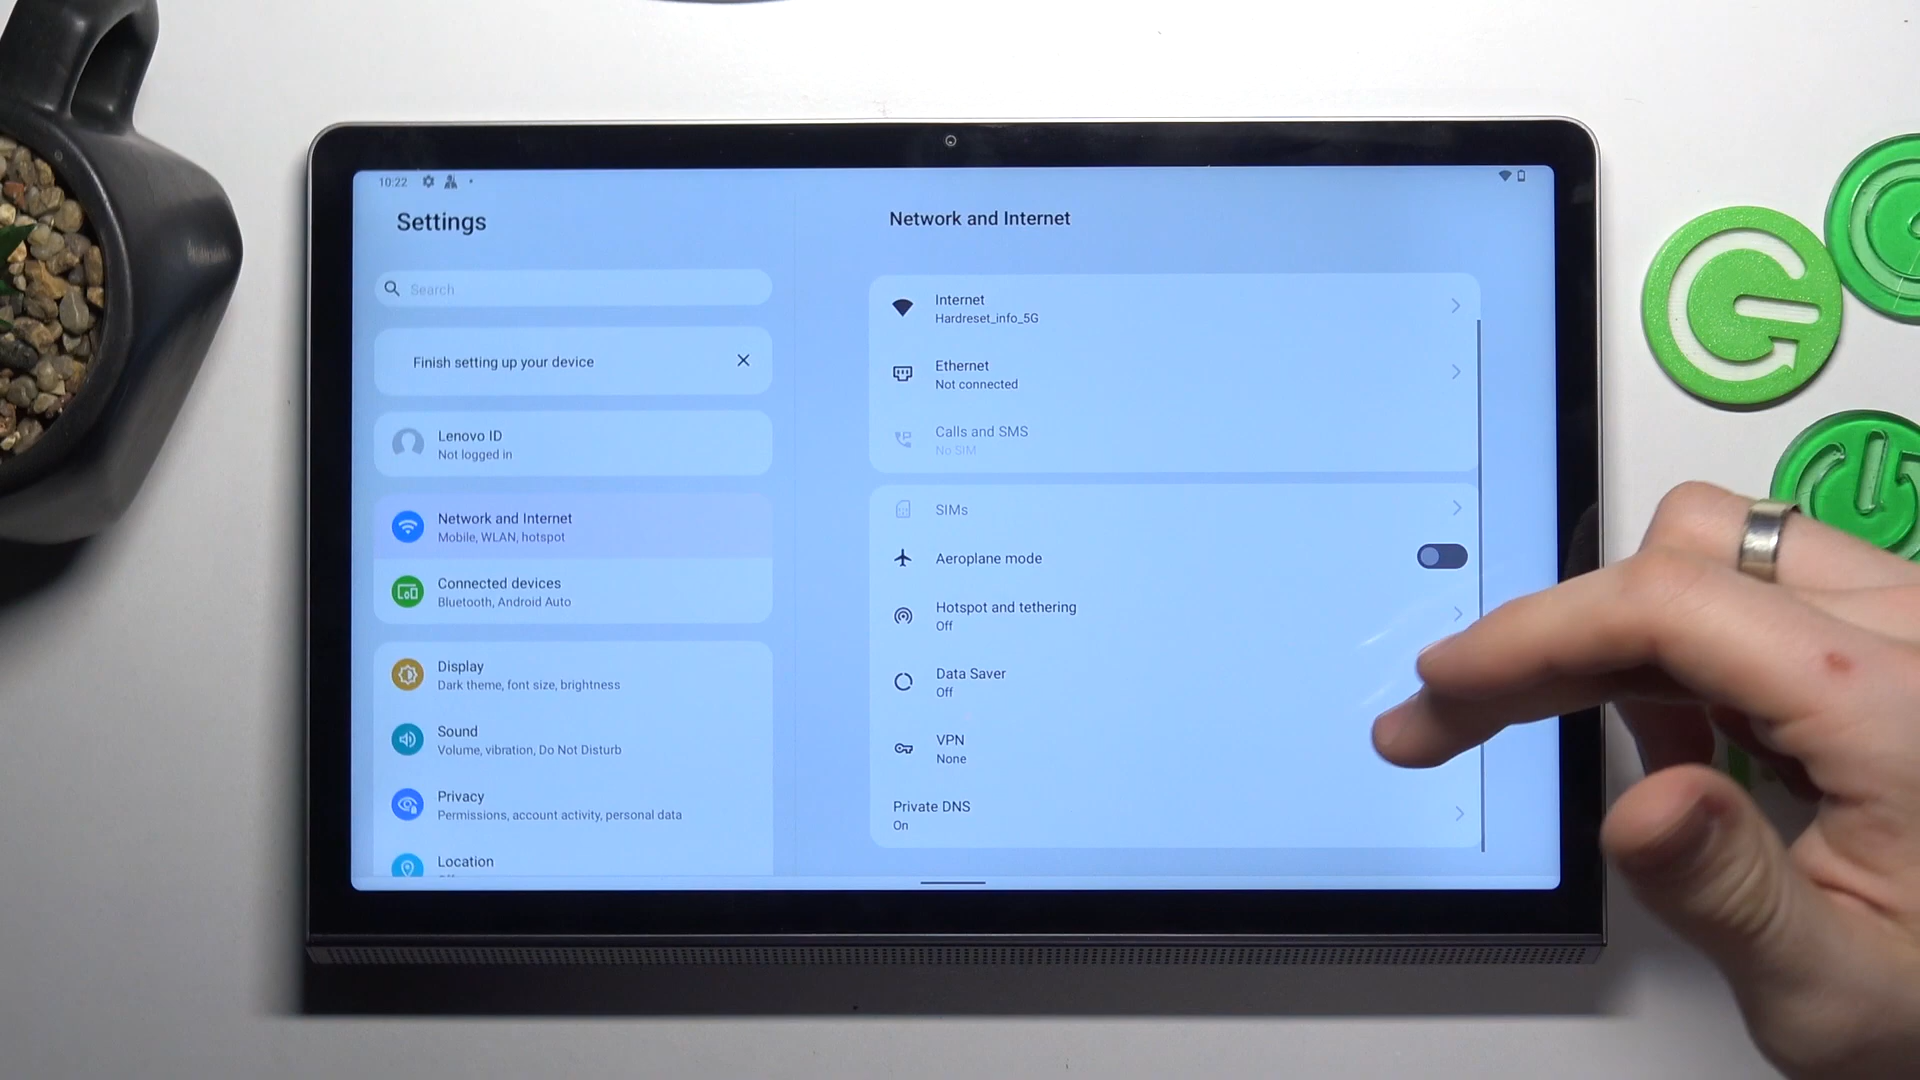 10:22
Settings
Search
Finish setting up your device
Lenovo ID
Not logged in
Network and Internet
Mobile, WLAN, hotspot
Connected devices
Bluetooth, Android Auto
Display
Dark theme, font size, brightness
Sound
Volume, vibration, Do Not Disturb
Privacy
Permissions, account activity, personal data
Location
Network and Internet
Internet
Hardreset_info_5G
Ethernet
Not connected
Calls and SMS
No SIM
SIMs
Aeroplane mode
Hotspot and tethering
Off
Data Saver
Off
VPN
None
Private DNS
On